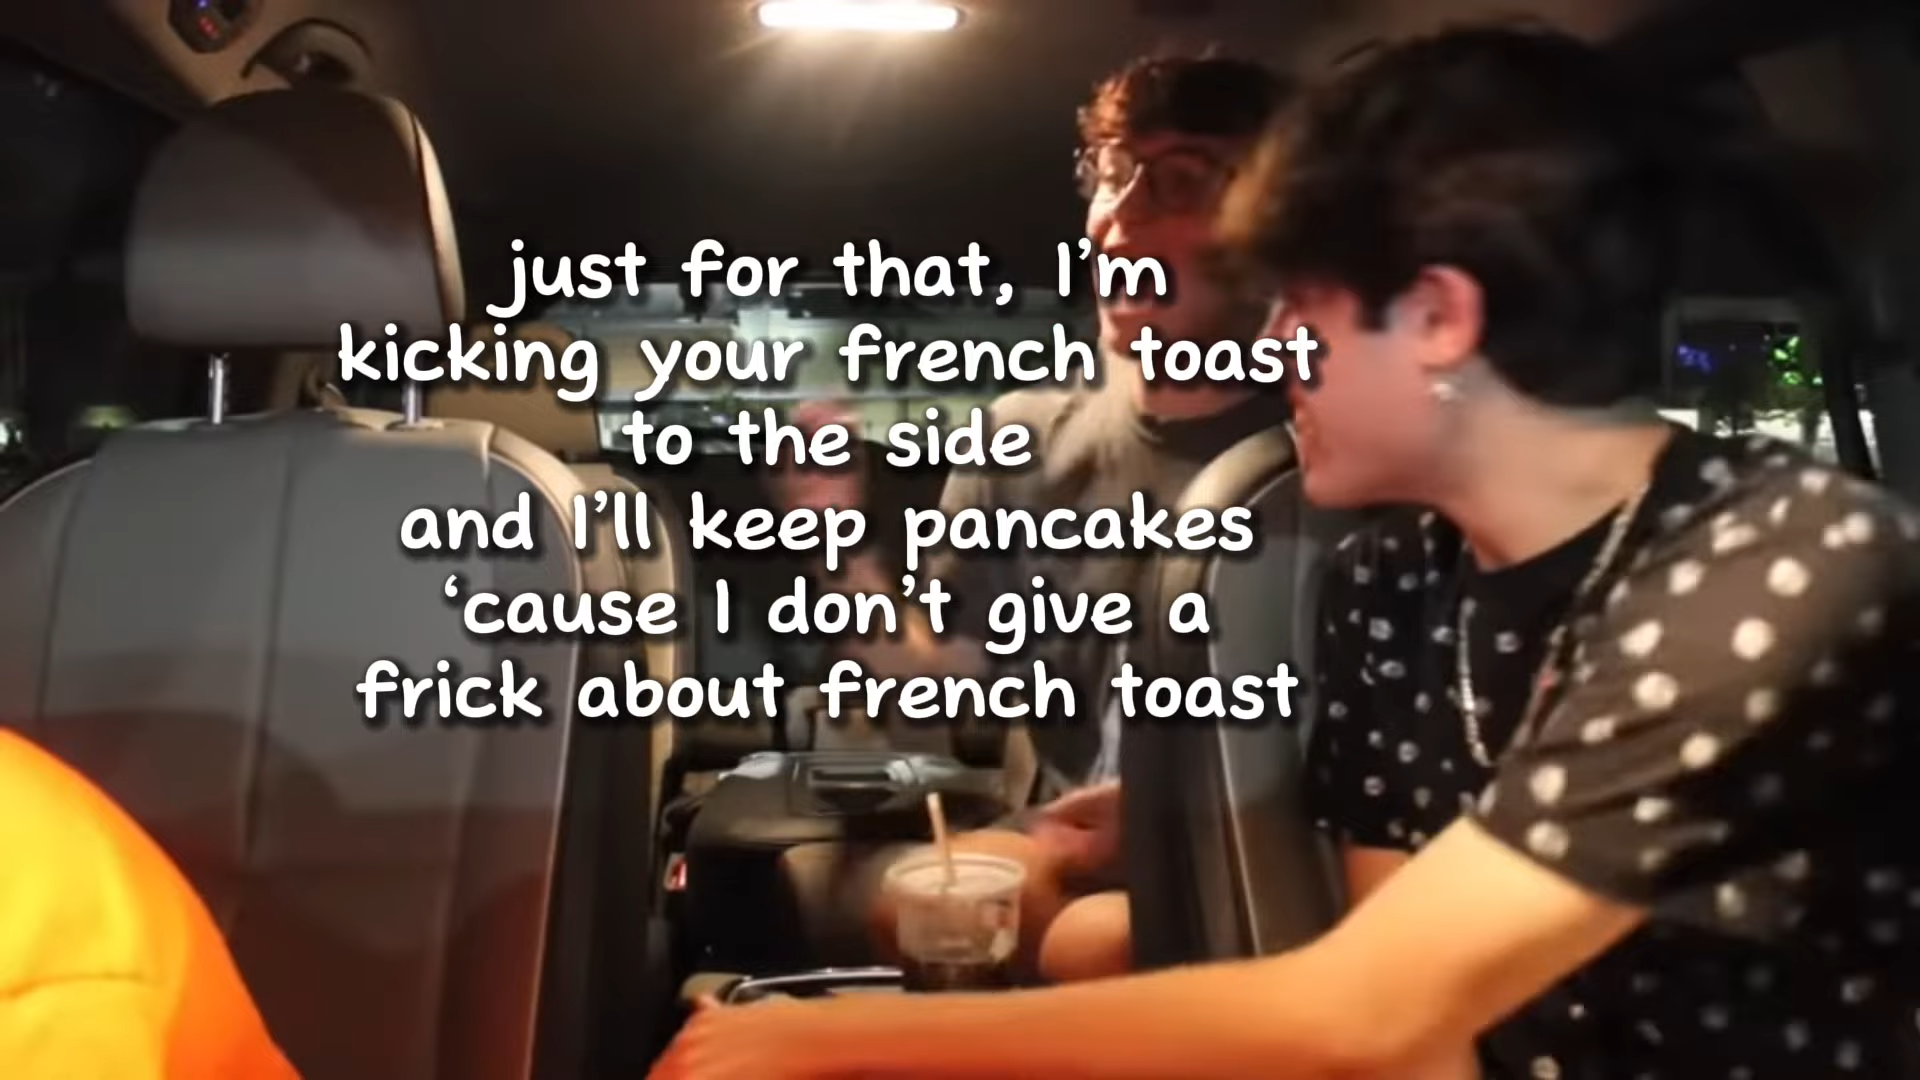 just for that, I’m
kicking your french toast
to the side
and I’ll keep pancakes
‘cause I don’t give a
frick about french toast